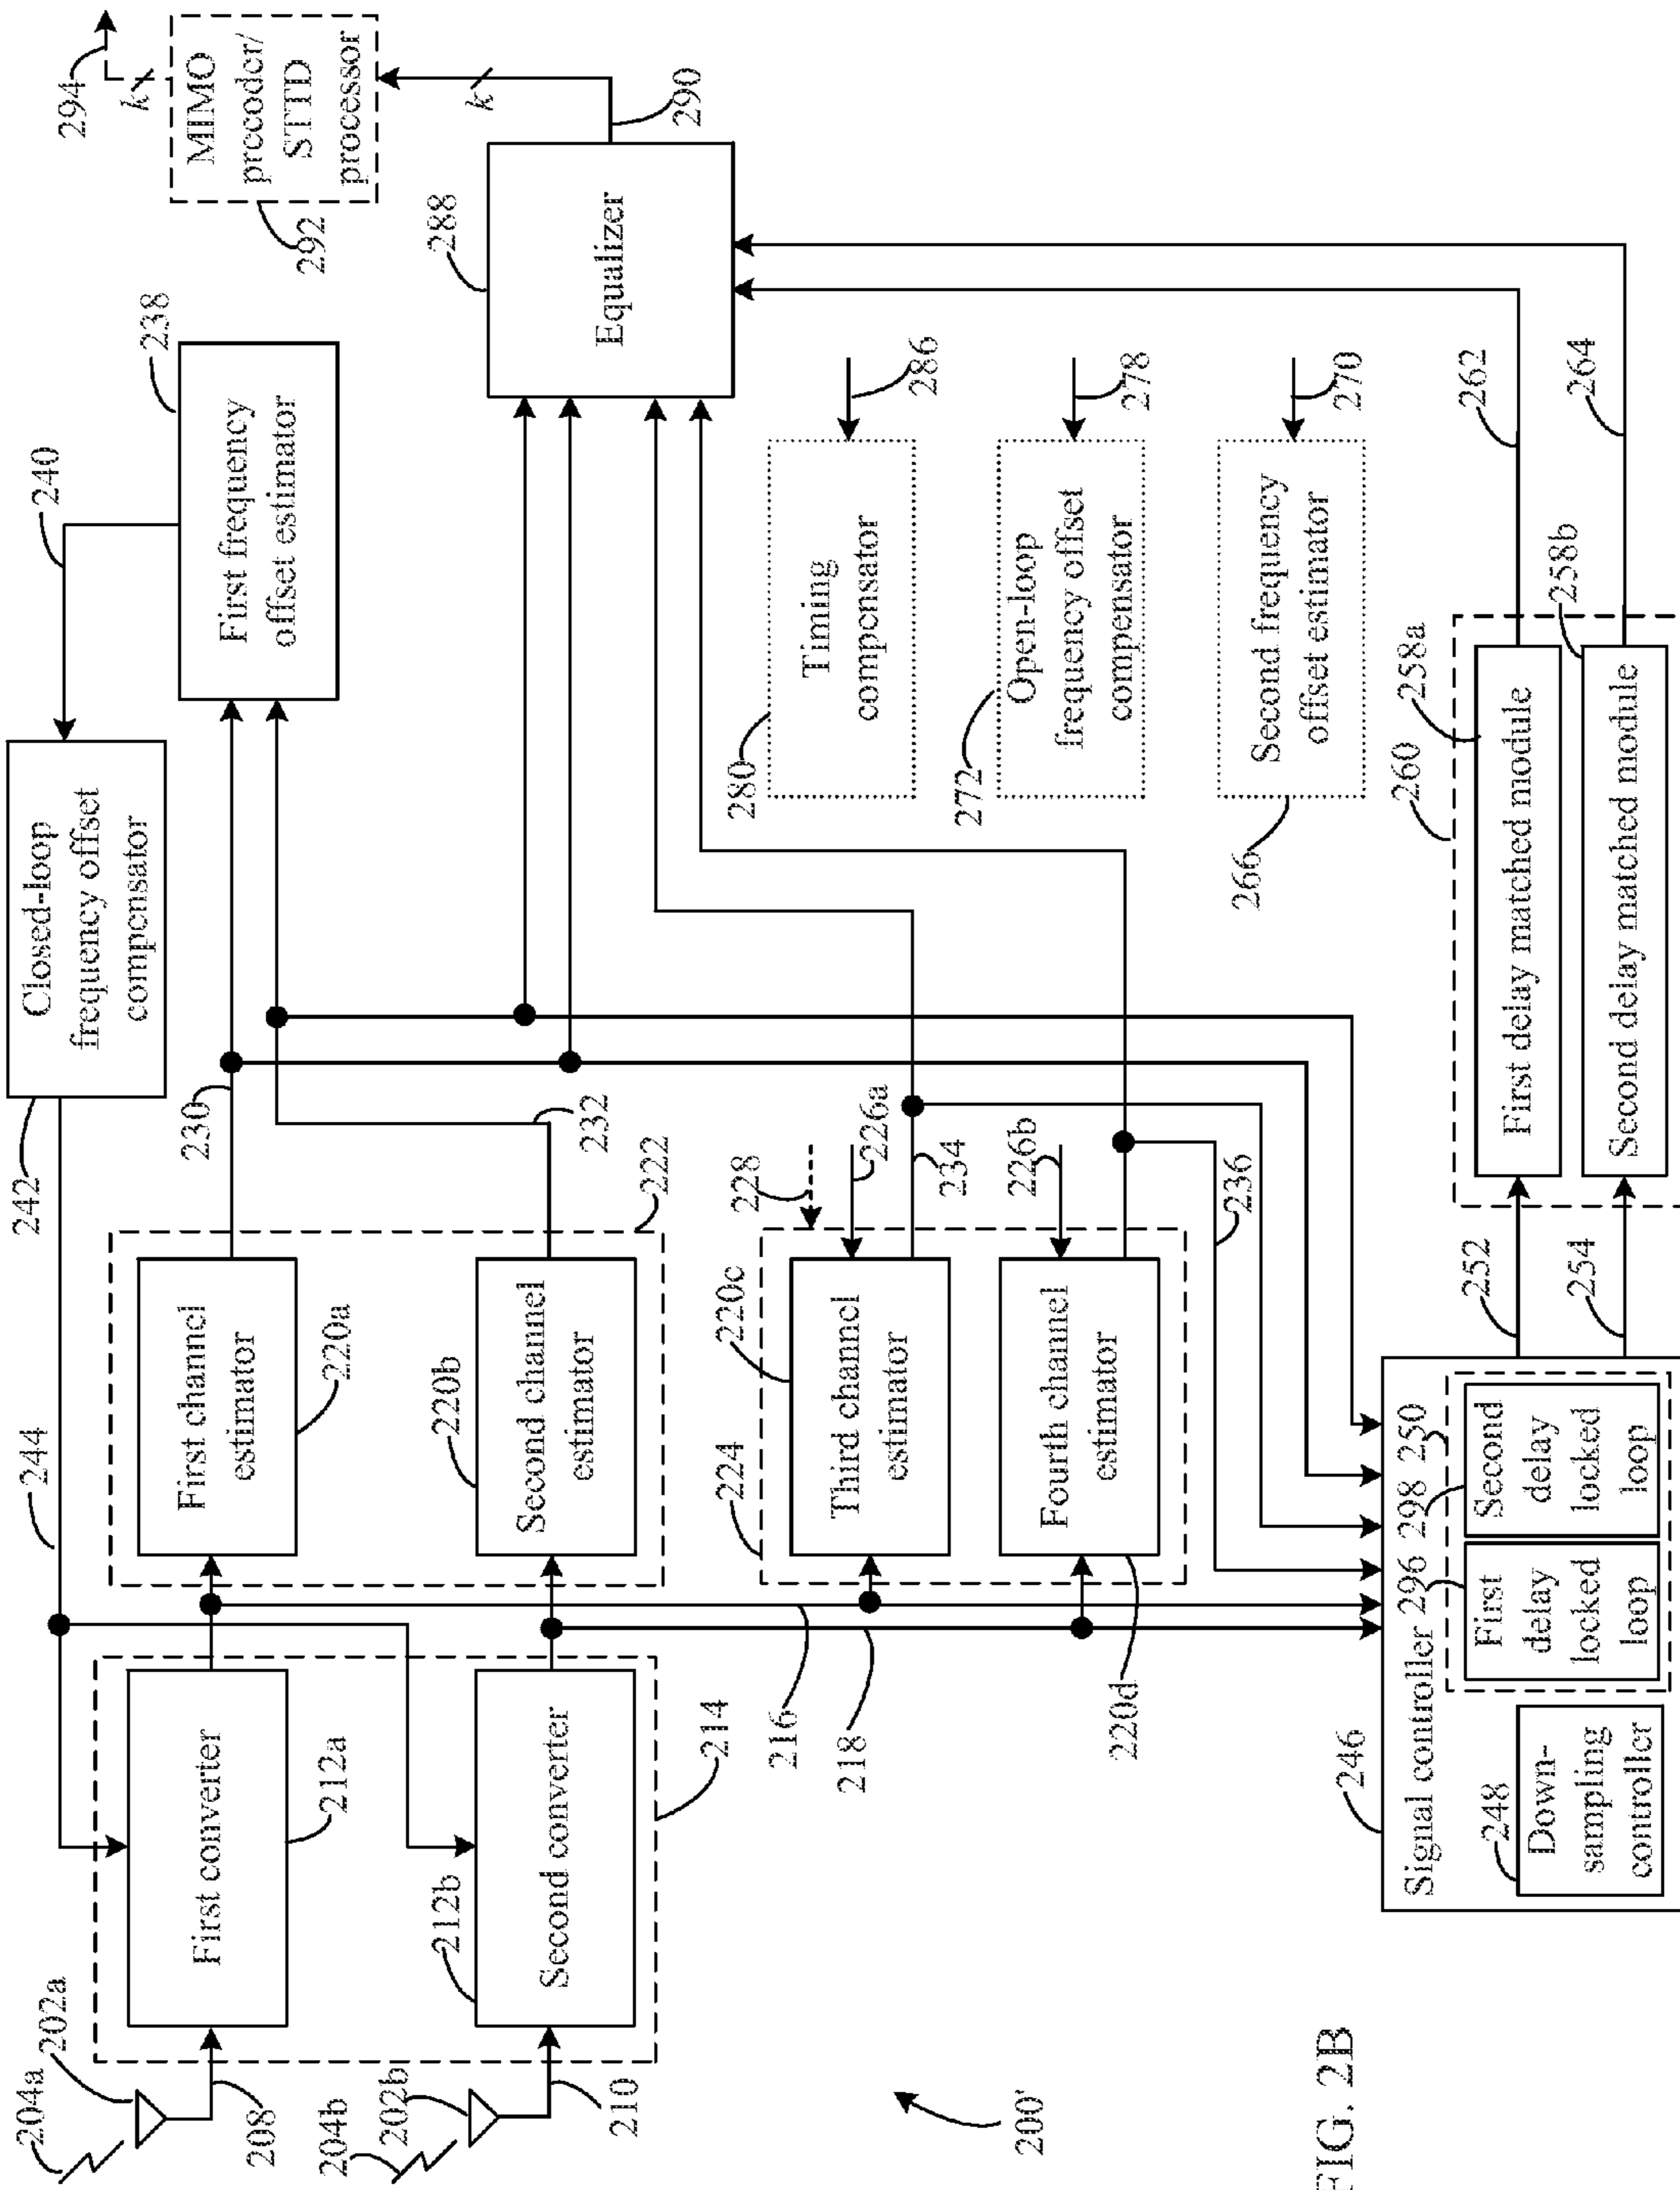 204a
202a
208
204b
202b
210
First converter
212a
212b
Second converter
214
244
242
Closed-loop
frequency offset
compensator
240
First frequency
offset estimator
238
First channel
estimator
220a
220b
Second channel
estimator
222
230
232
216
218
224
220c
Third channel
estimator
Fourth channel
estimator
220d
228
226a
234
226b
236
Equalizer
288
290
k
MIMO
precoder/
STTD
processor
292
k
294
280
Timing
compensator
286
272
Open-loop
frequency offset
compensator
278
266
Second frequency
offset estimator
270
246
Signal controller
296
298
250
248
Down-
sampling
controller
First
delay
locked
loop
Second
delay
locked
loop
252
254
260
258a
First delay matched module
258b
Second delay matched module
262
264
200'
FIG. 2B